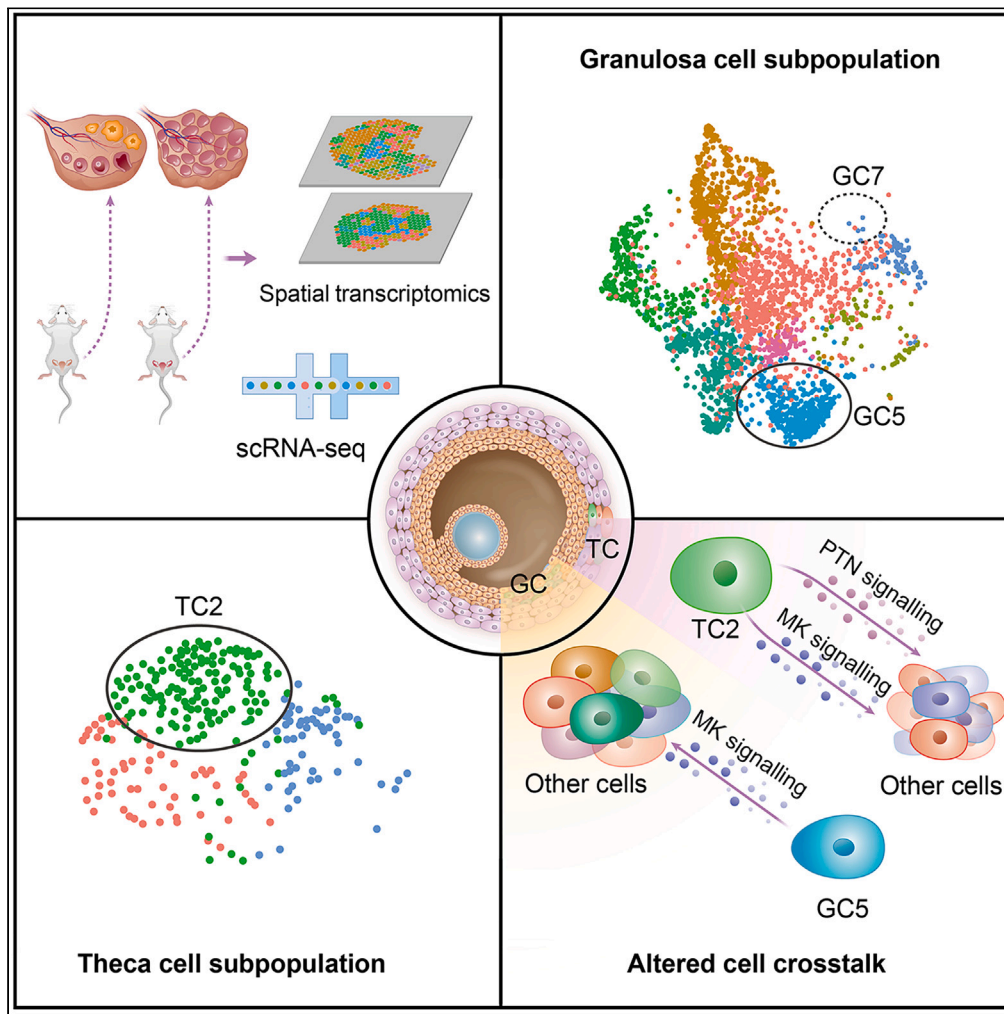 Spatial transcriptomics
scRNA-seq
Granulosa cell subpopulation
GC7
GC5
TC
GC
TC2
Theca cell subpopulation
TC2
PTN signalling
MK signalling
Other cells
MK signalling
Other cells
GC5
Altered cell crosstalk